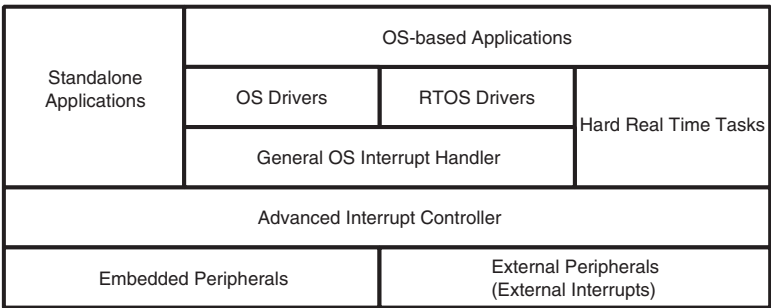 OS-based Applications
Standalone
Applications
OS Drivers
RTOS Drivers
Hard Real Time Tasks
General OS Interrupt Handler
Advanced Interrupt Controller
Embedded Peripherals
External Peripherals
(External Interrupts)